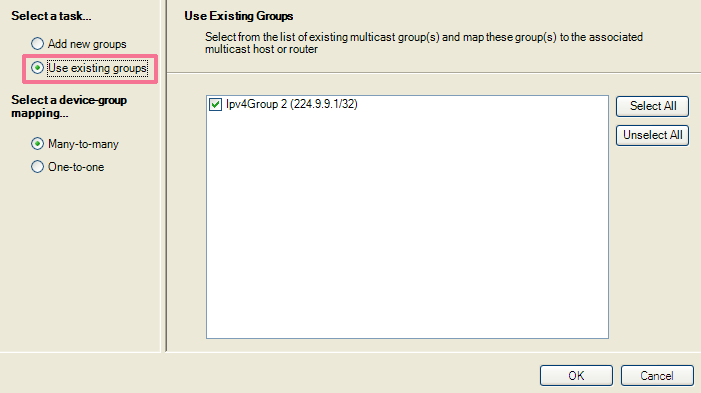 Select a task...
Add new groups
Use existing groups
Select a device-group
mapping...
Many-to-many
One-to-one
Use Existing Groups
Select from the list of existing multicast group(s) and map these group(s) to the associated
multicast host or router
Ipv4Group 2 (224.9.9.1/32)
Select All
Unselect All
OK
Cancel